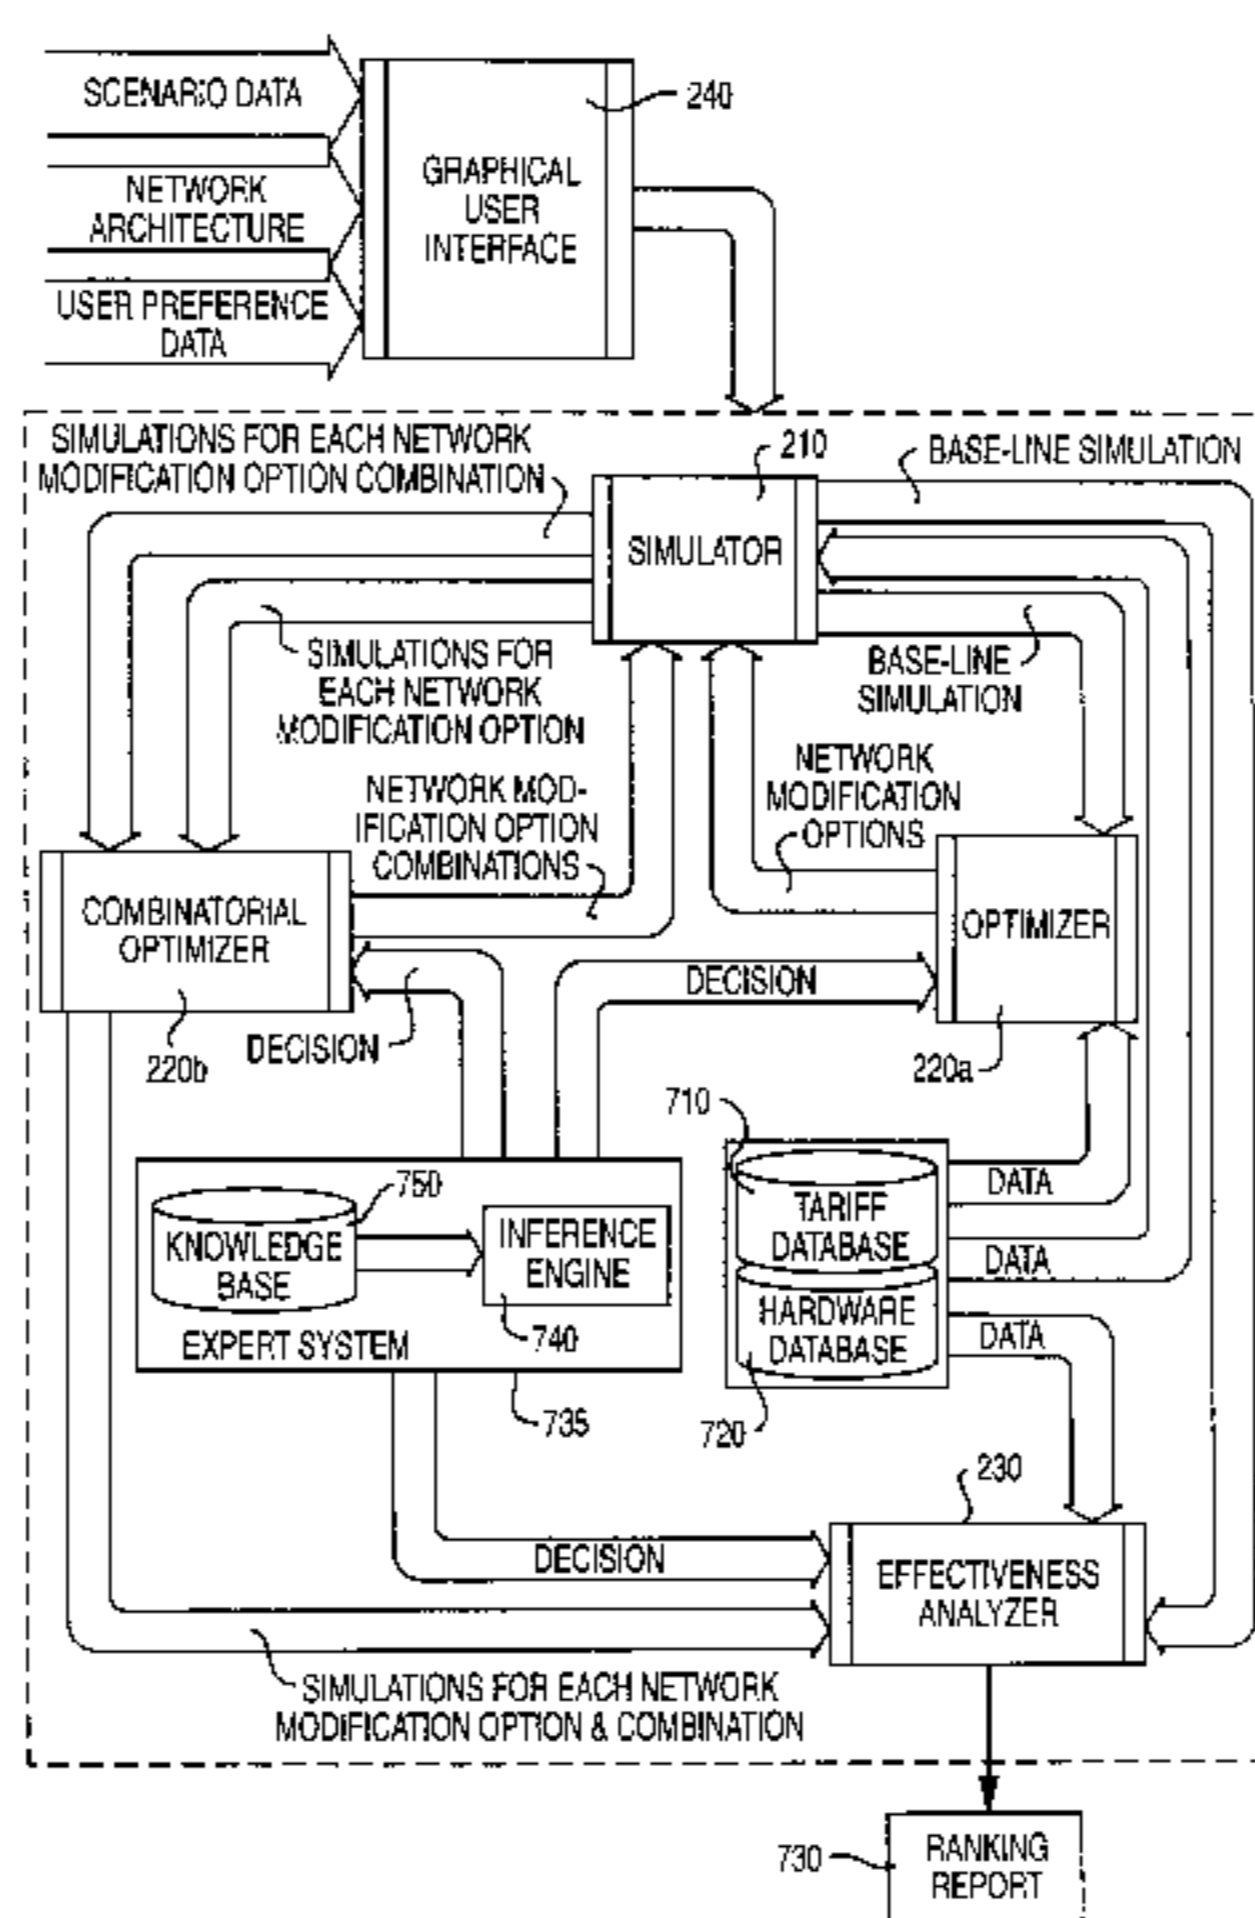 SCENARIO DATA
240
GRAPHICAL
USER
INTERFACE
NETWORK
ARCHITECTURE
USER PREFERENCE
DATA
SIMULATIONS FOR EACH NETWORK
MODIFICATION OPTION COMBINATION
210
BASE-LINE SIMULATION
SIMULATOR
SIMULATIONS FOR
EACH NETWORK
MODIFICATION OPTION
BASE-LINE
SIMULATION
NETWORK MOD-
IFICATION OPTION
COMBINATIONS
NETWORK
MODIFICATION
OPTIONS
COMBINATORIAL
OPTIMIZER
OPTIMIZER
DECISION
DECISION
220b
220a
710
750
KNOWLEDGE
BASE
INFERENCE
ENGINE
740
EXPERT SYSTEM
735
TARIFF
DATABASE
HARDWARE
DATABASE
720
DATA
DATA
DATA
230
DECISION
EFFECTIVENESS
ANALYZER
SIMULATIONS FOR EACH NETWORK
MODIFICATION OPTION & COMBINATION
730
RANKING
REPORT